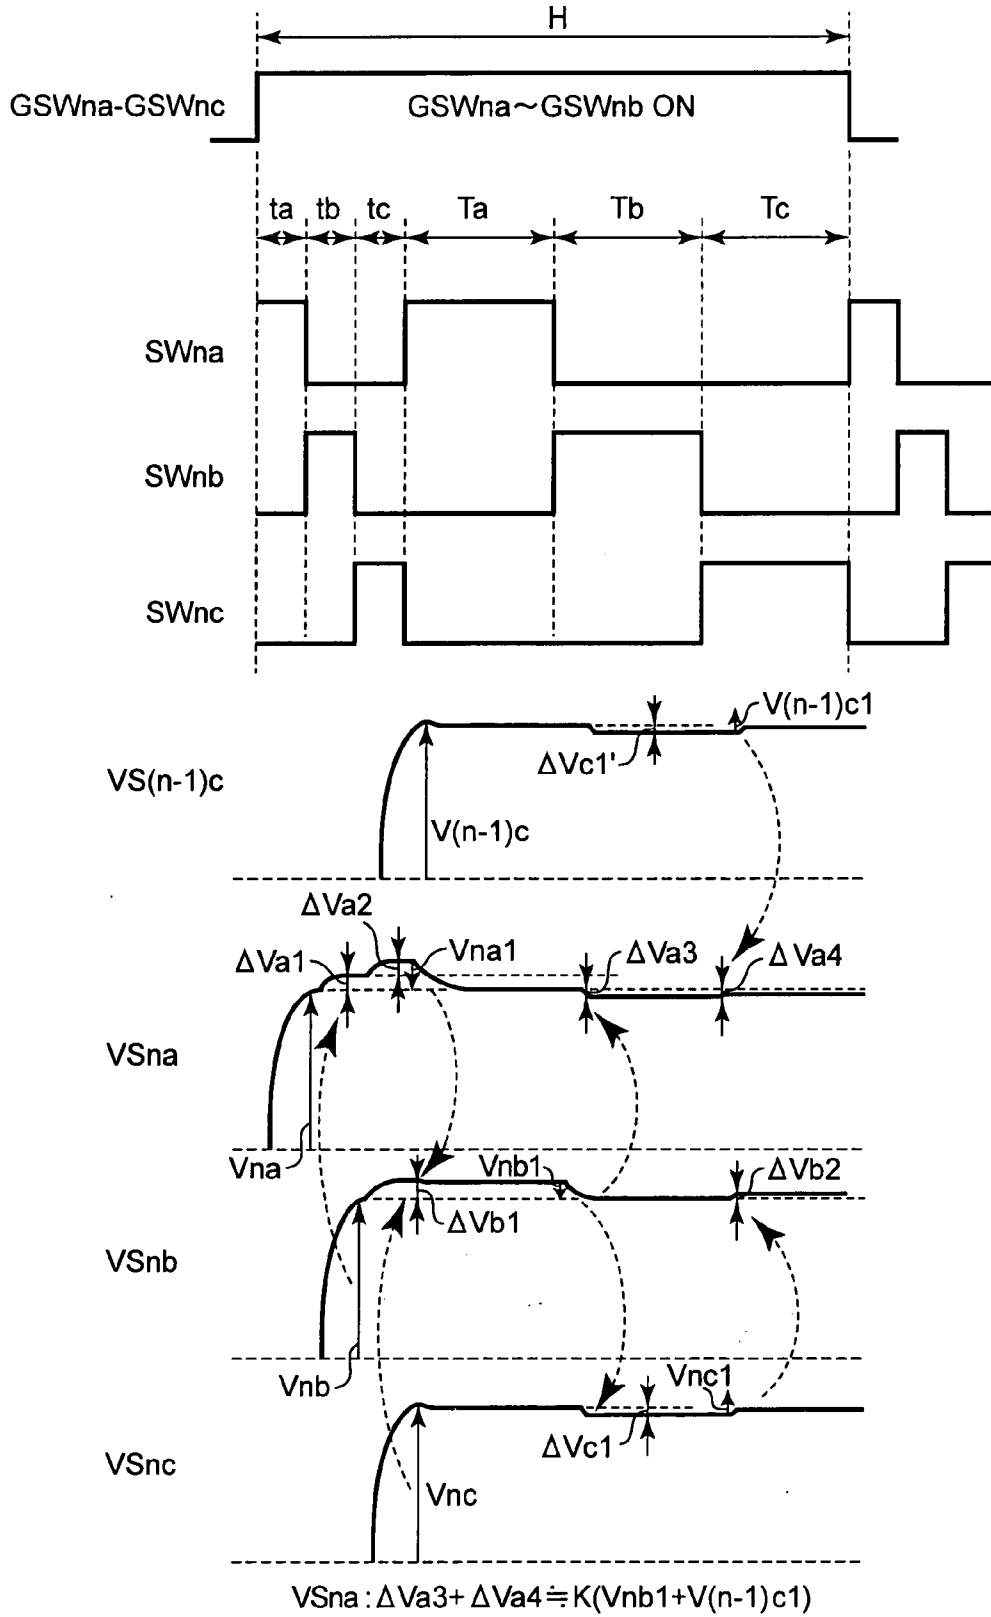 H
GSWna-GSWnc
GSWna～GSWnb ON
ta tb tc Ta Tb Tc
SWna
SWnb
SWnc
V(n-1)c1
ΔVc1'
VS(n-1)c
V(n-1)c
ΔVa2
Vna1
ΔVa1
ΔVa3
ΔVa4
VSna
Vna
Vnb1
ΔVb2
ΔVb1
VSnb
Vnb
Vnc1
ΔVc1
VSnc
Vnc
VSna : ΔVa3+ ΔVa4≒K(Vnb1+V(n-1)c1)